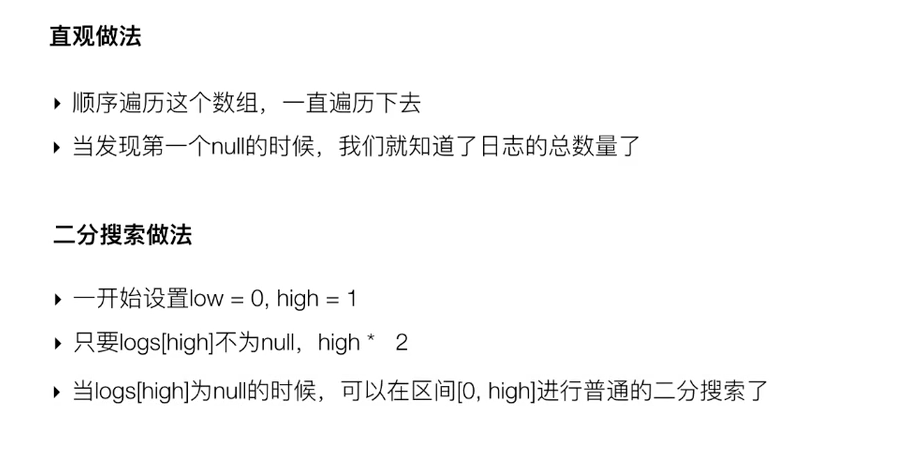 直观做法
▸ 顺序遍历这个数组，一直遍历下去
▸ 当发现第一个null的时候，我们就知道了日志的总数量了
二分搜索做法
▸ 一开始设置low = 0, high = 1
▸ 只要logs[high]不为null，high * 2
▸ 当logs[high]为null的时候，可以在区间[0, high]进行普通的二分搜索了